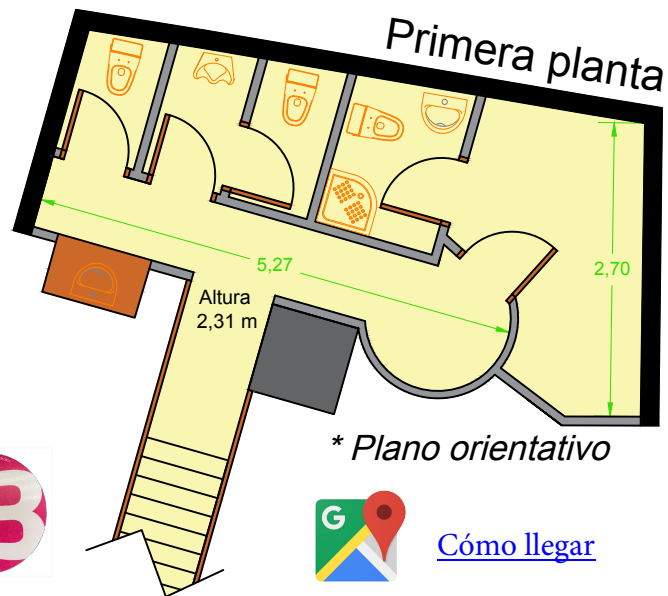 Primera planta
5,27
2,70
Altura
2,31 m
* Plano orientativo
B
G
Cómo llegar